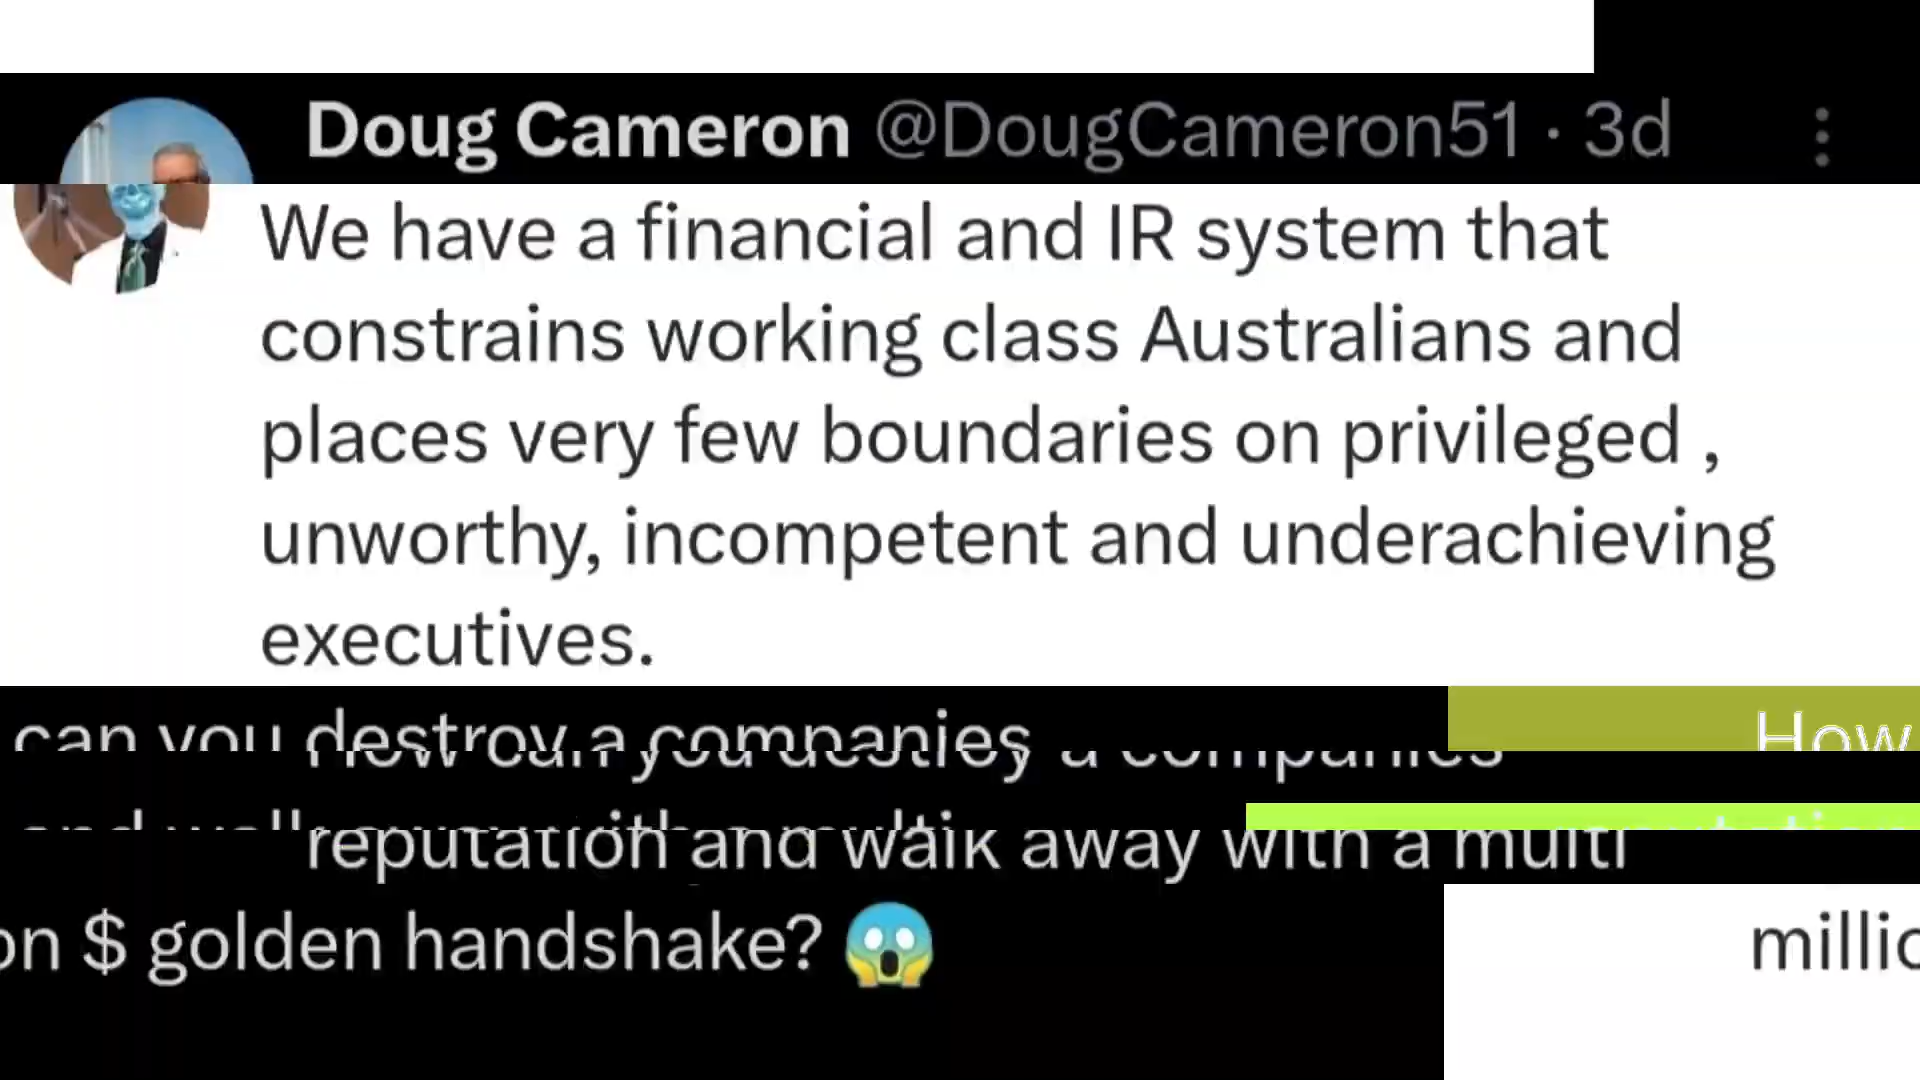 Doug Cameron @DougCameron51 · 3d
We have a financial and IR system that
constrains working class Australians and
places very few boundaries on privileged ,
unworthy, incompetent and underachieving
executives.
How can you destroy a companies
reputation and walk away with a multi
million $ golden handshake? 😱